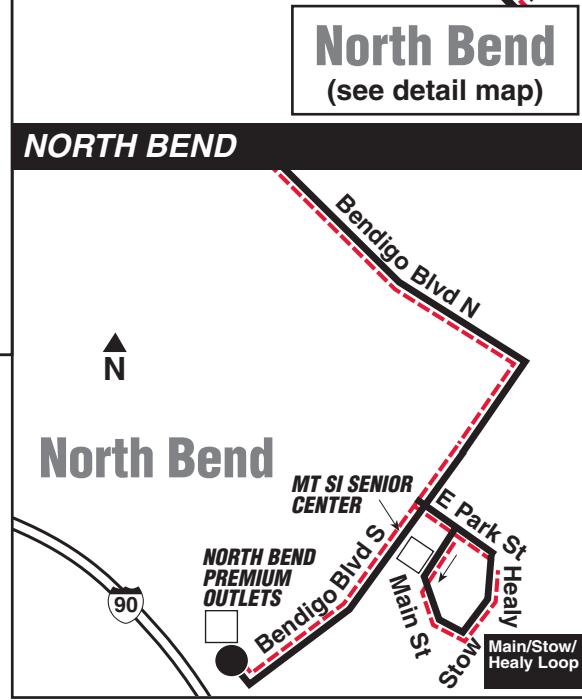 North Bend
(see detail map)
NORTH BEND
Bendigo Blvd N
N
North Bend
MT SI SENIOR
CENTER
E Park St
NORTH BEND
PREMIUM
OUTLETS
Bendigo Blvd S
Main St
Healy
Stow
90
Main/Stow/
Healy Loop